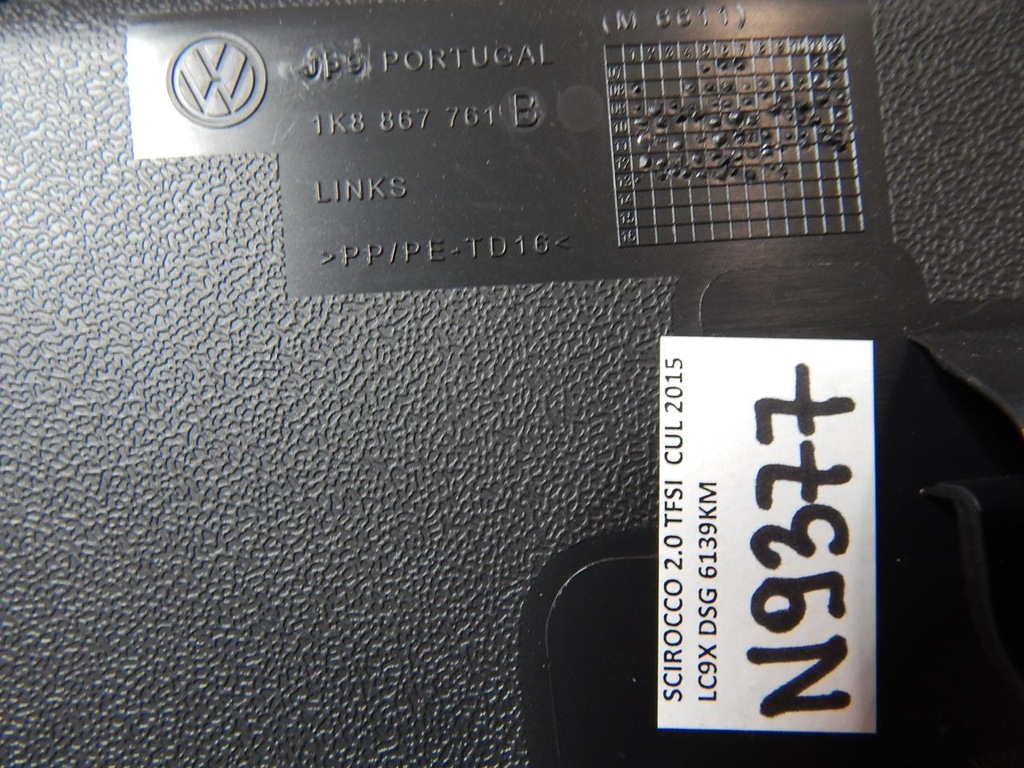 (M 6611)
PORTUGAL
1K8 867 761 B
LINKS
>PP/PE-TD16<
SCIROCCO 2.0 TFSI CUL 2015
LC9X DSG 6139KM
N9377